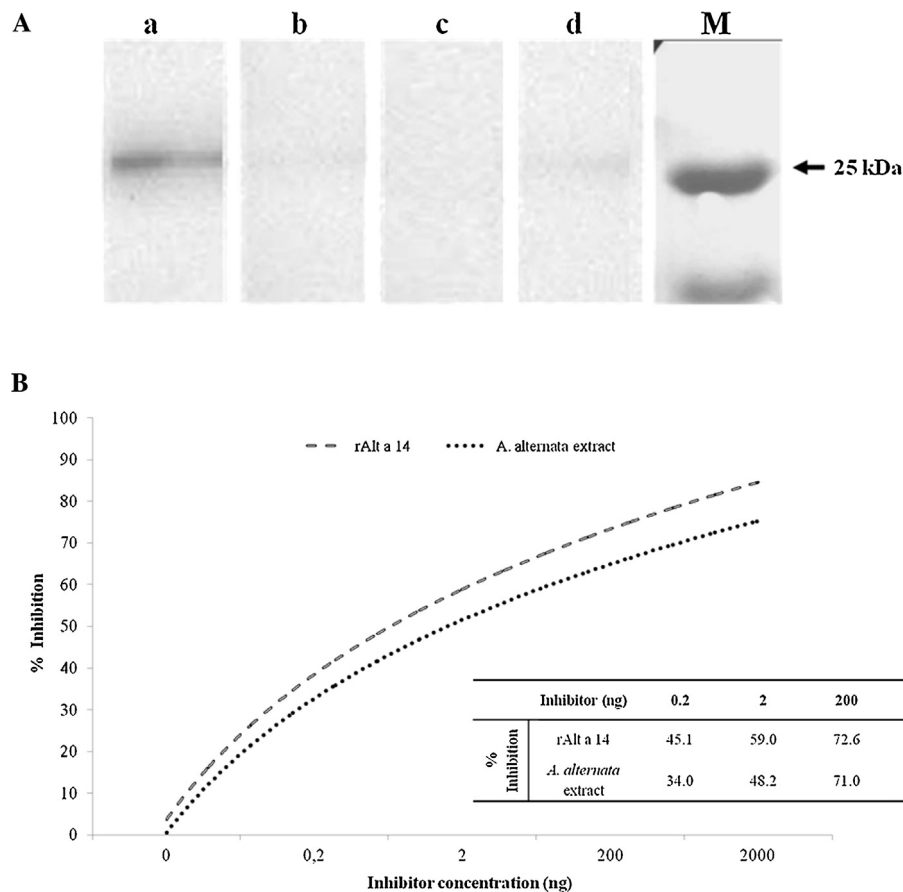 A
a b c d M
25 kDa
B
100
90
80
70
60
50
40
30
20
10
0
% Inhibition
rAlt a 14 A. alternata extract
Inhibitor (ng) 0.2 2 200
% Inhibition
rAlt a 14 45.1 59.0 72.6
A. alternata
extract
34.0 48.2 71.0
0 0,2 2 200 2000
Inhibitor concentration (ng)